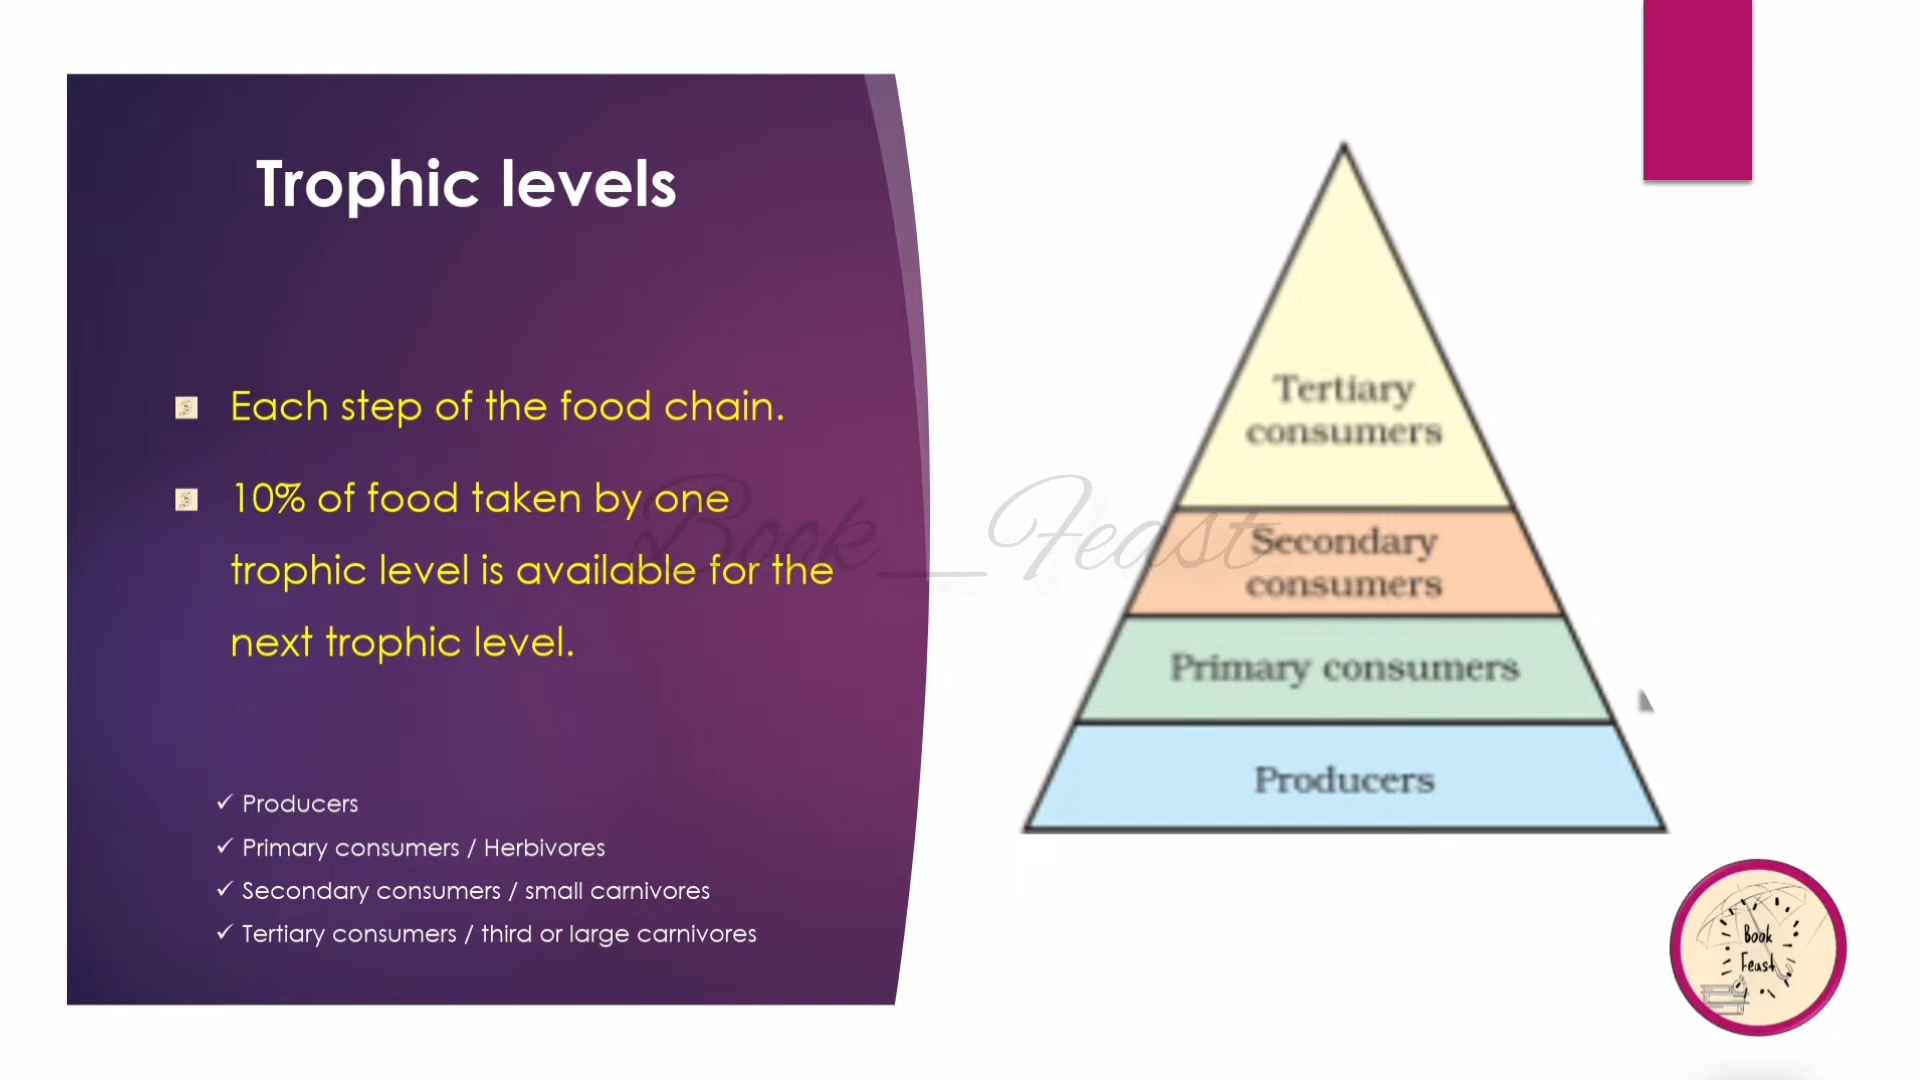 Trophic levels
Each step of the food chain.
10% of food taken by one
trophic level is available for the
next trophic level.
✓ Producers
✓ Primary consumers / Herbivores
✓ Secondary consumers / small carnivores
✓ Tertiary consumers / third or large carnivores
Tertiary
consumers
Secondary
consumers
Primary consumers
Producers
Book__Feast
Book
Feast